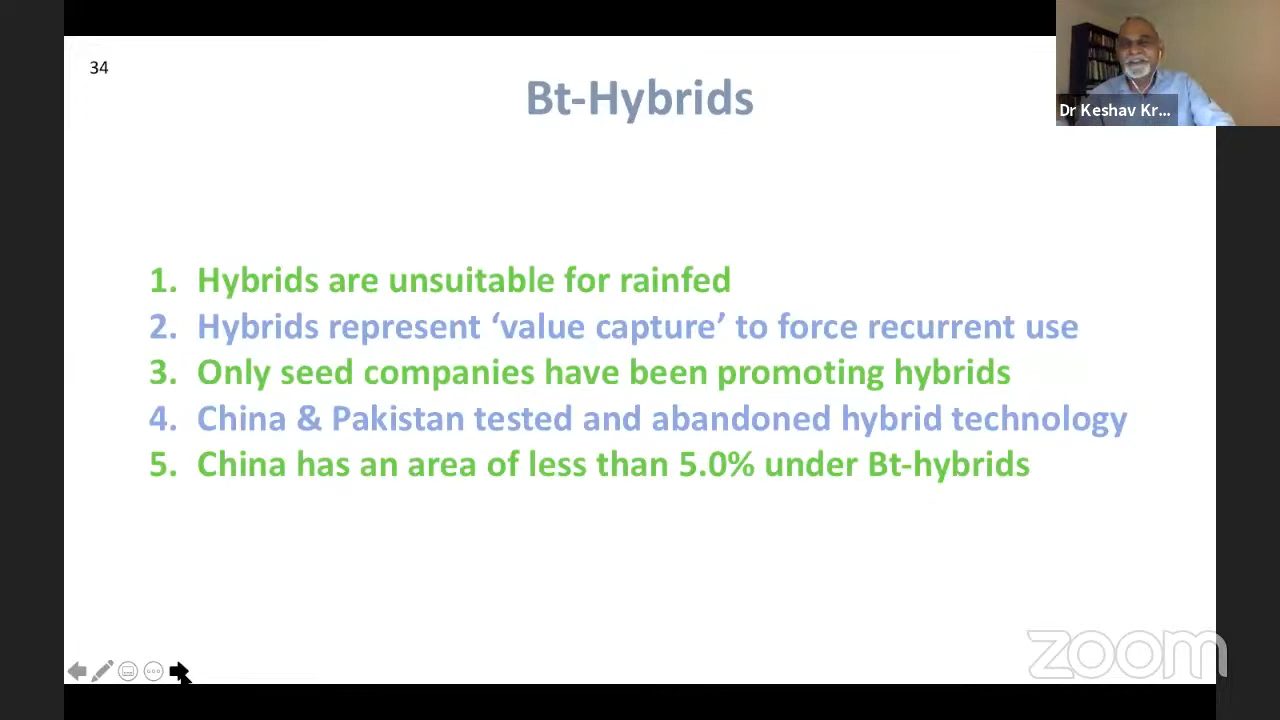 34
Bt-Hybrids
Dr Keshav Kr...
1. Hybrids are unsuitable for rainfed
2. Hybrids represent ‘value capture’ to force recurrent use
3. Only seed companies have been promoting hybrids
4. China & Pakistan tested and abandoned hybrid technology
5. China has an area of less than 5.0% under Bt-hybrids
zoom